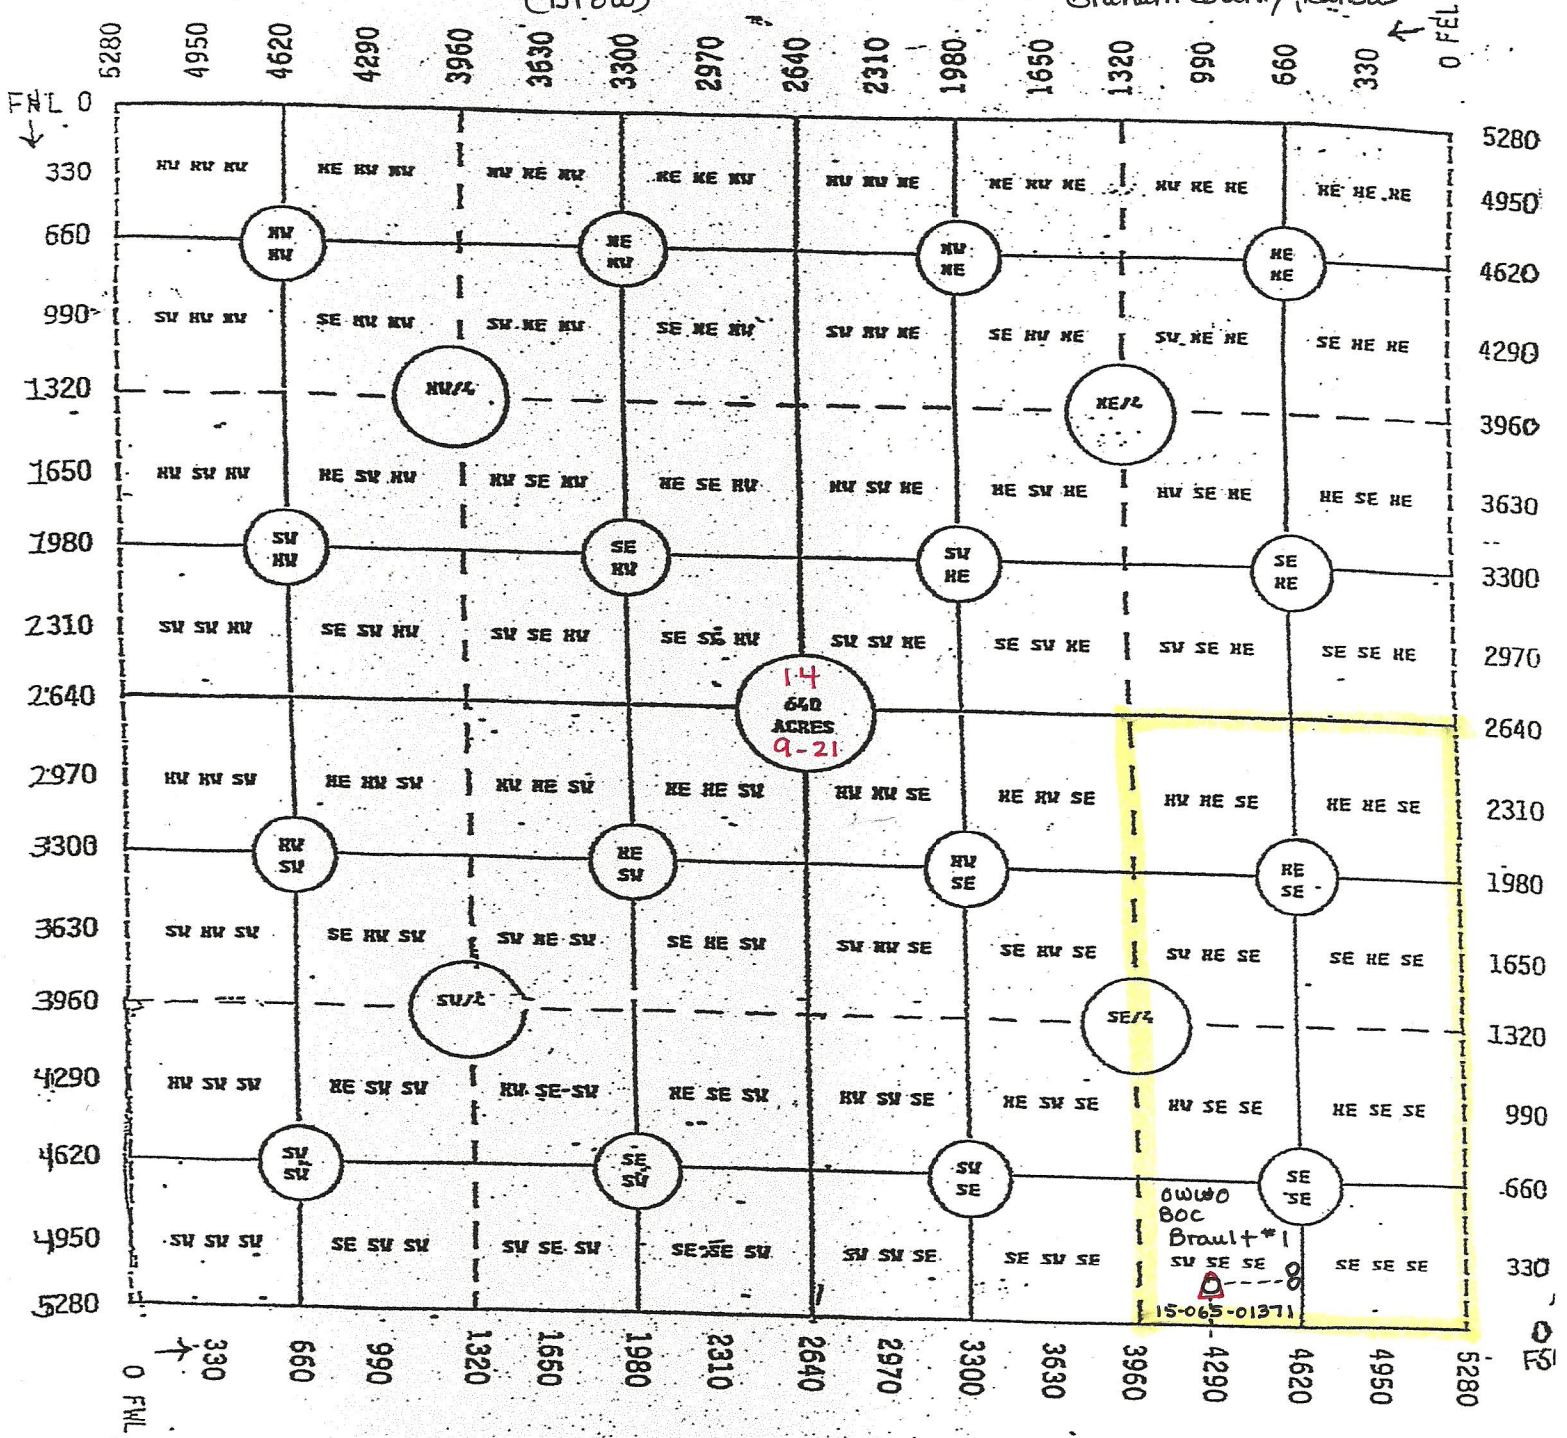 Graham County, Kansas
5280 4950 4620 4290 3960 3630 3300 2970 2640 2310 1980 1650 1320 990 660 330 0 FEL
FNL 0
5280
330 NW NW NW NE NW NW NW NE NW NE NE NW NW NW NE NE NW NE NW NE NE NE NE NE 4950
660 4620
NW
NW
NE
NW
NW
NE
NE
NE
990 SW NW NW SE NW NW SW NE NW SE NE NW SW NW NE SE NW NE SW NE NE SE NE NE 4290
1320 NW/4 NE/4 3960
1650 NW SW NW NE SW NW NW SE NW NE SE NW NW SW NE NE SW NE NW SE NE NE SE NE 3630
1980 3300
SW
NW
SE
NW
SW
NE
SE
NE
2310 SW SW NW SE SW NW SW SE NW SE SE NW SW SW NE SE SW NE SW SE NE SE SE NE 2970
2640 2640
14
640
ACRES
9-21
2970 NW NW SW NE NW SW NW NE SW NE NE SW NW NW SE NE NW SE NW NE SE NE NE SE 2310
3300 1980
NW
SW
NE
SW
NW
SE
NE
SE
3630 SW NW SW SE NW SW SW NE SW SE NE SW SW NW SE SE NW SE SW NE SE SE NE SE 1650
3960 SW/4 SE/4 1320
4290 NW SW SW NE SW SW NW SE SW NE SE SW NW SW SE NE SW SE NW SE SE NE SE SE 990
4620 660
SW
SW
SE
SW
SW
SE
SE
SE
OWWO
BOC
Brault #1
4950 SW SW SW SE SW SW SW SE SW SE SE SW SW SW SE SE SW SE SW SE SE SE SE SE 330
15-065-01371
5280 0
0 FWL 330 660 990 1320 1650 1980 2310 2640 2970 3300 3630 3960 4290 4620 4950 5280